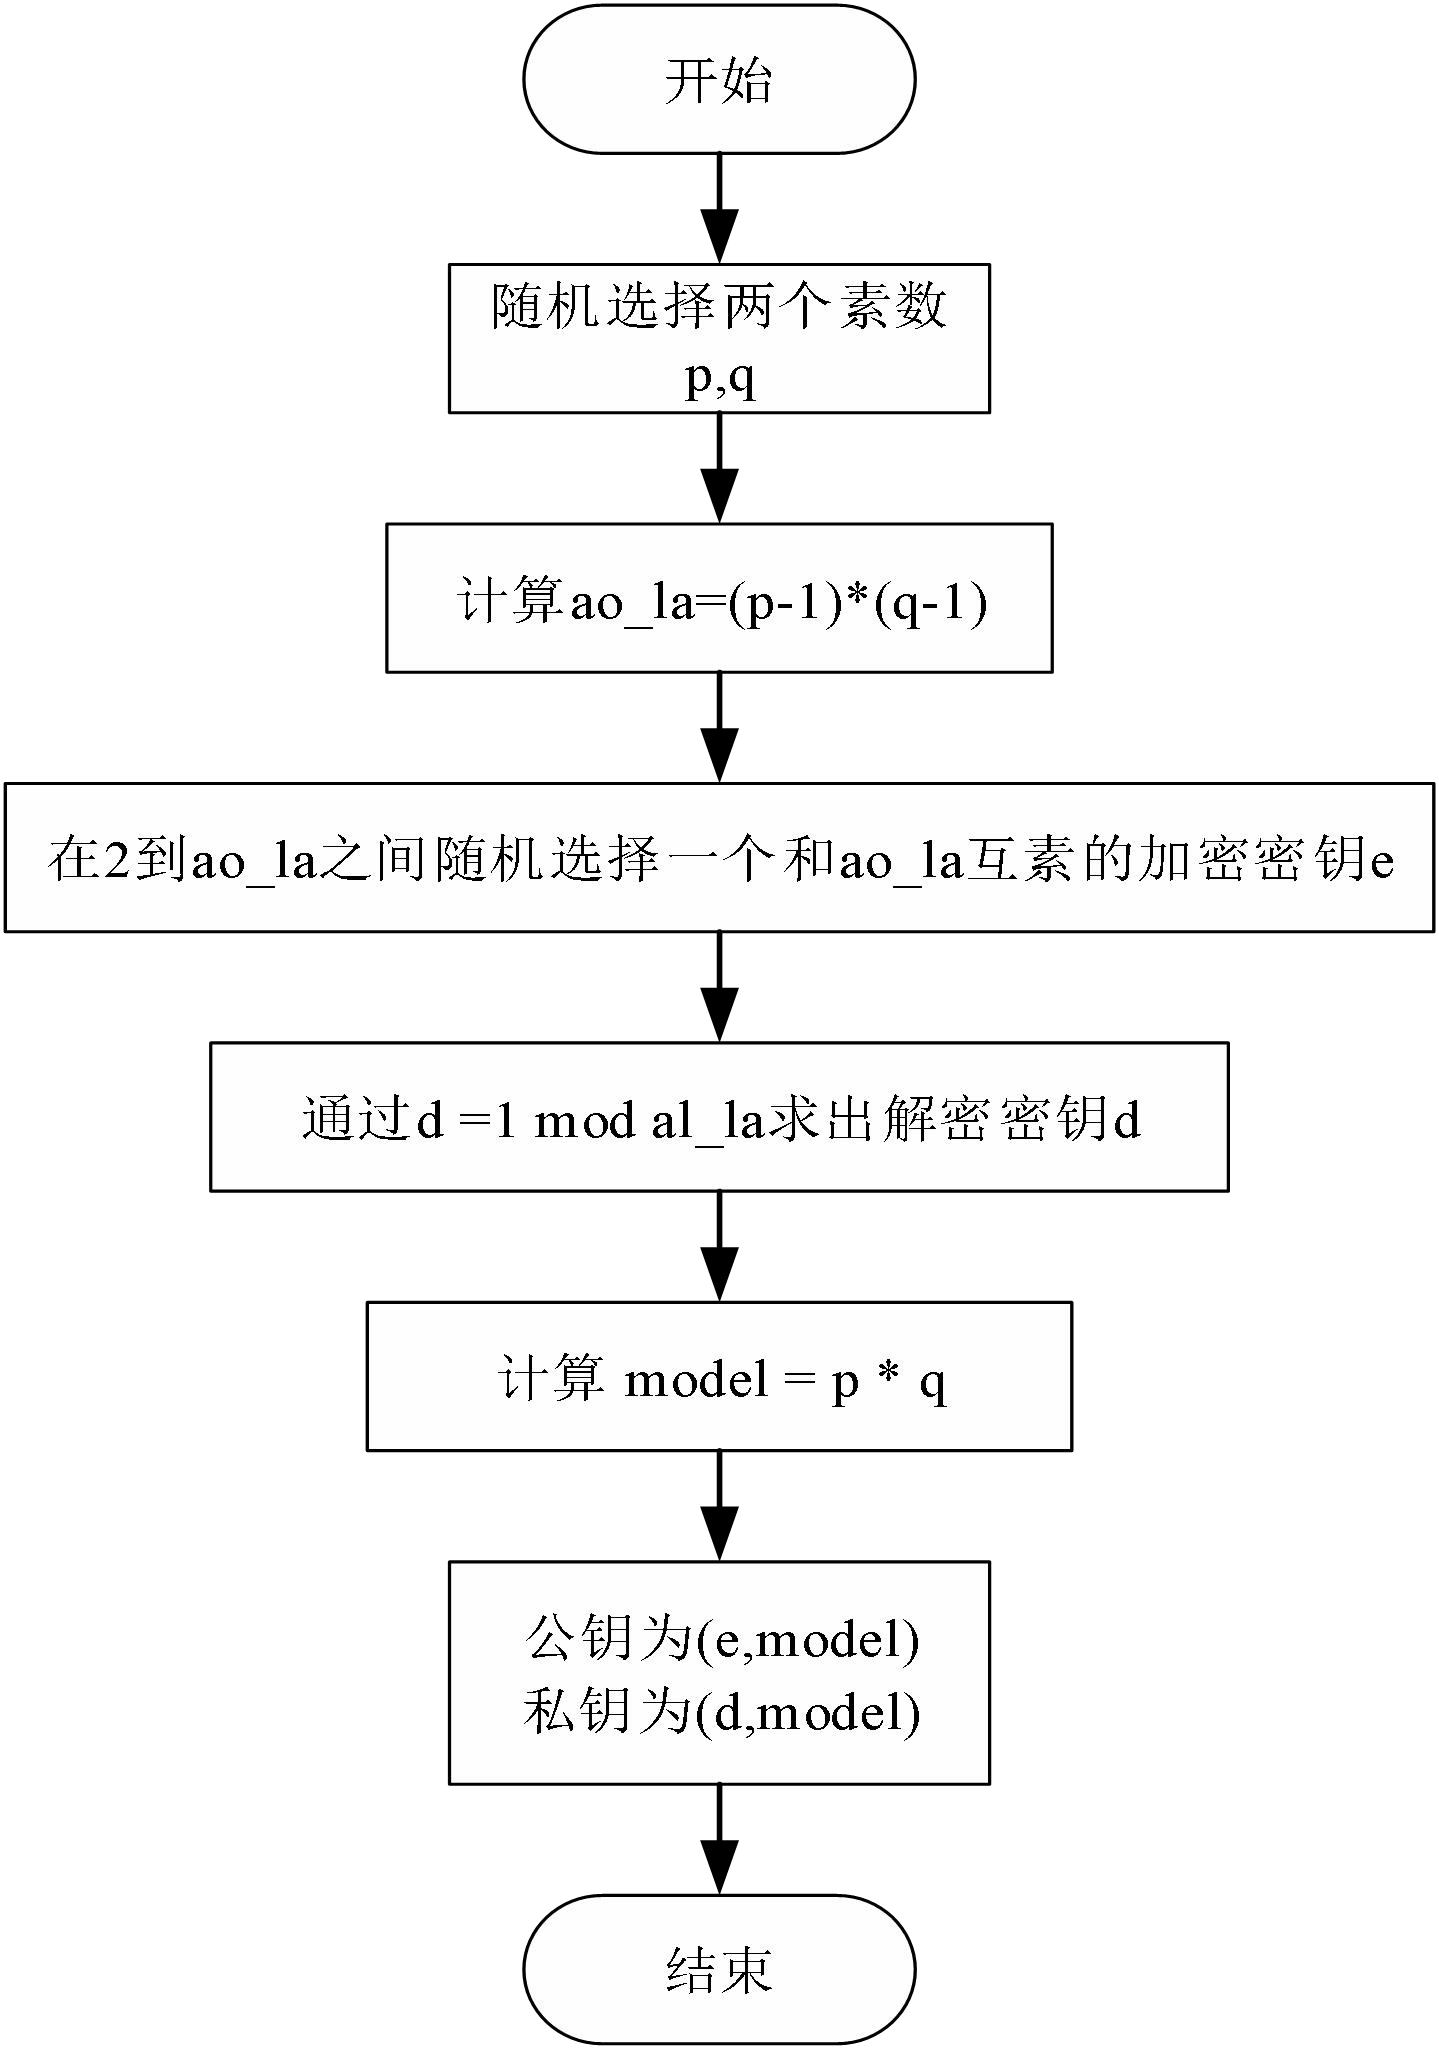 开始
随机选择两个素数
p,q
计算ao_la=(p-1)*(q-1)
在2到ao_la之间随机选择一个和ao_la互素的加密密钥e
通过d =1 mod al_la求出解密密钥d
计算 model = p * q
公钥为(e,model)
私钥为(d,model)
结束